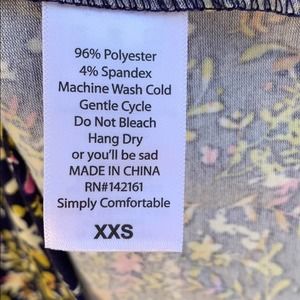 96% Polyester
4% Spandex
Machine Wash Cold
Gentle Cycle
Do Not Bleach
Hang Dry
or you'll be sad
MADE IN CHINA
RN#142161
Simply Comfortable
XXS